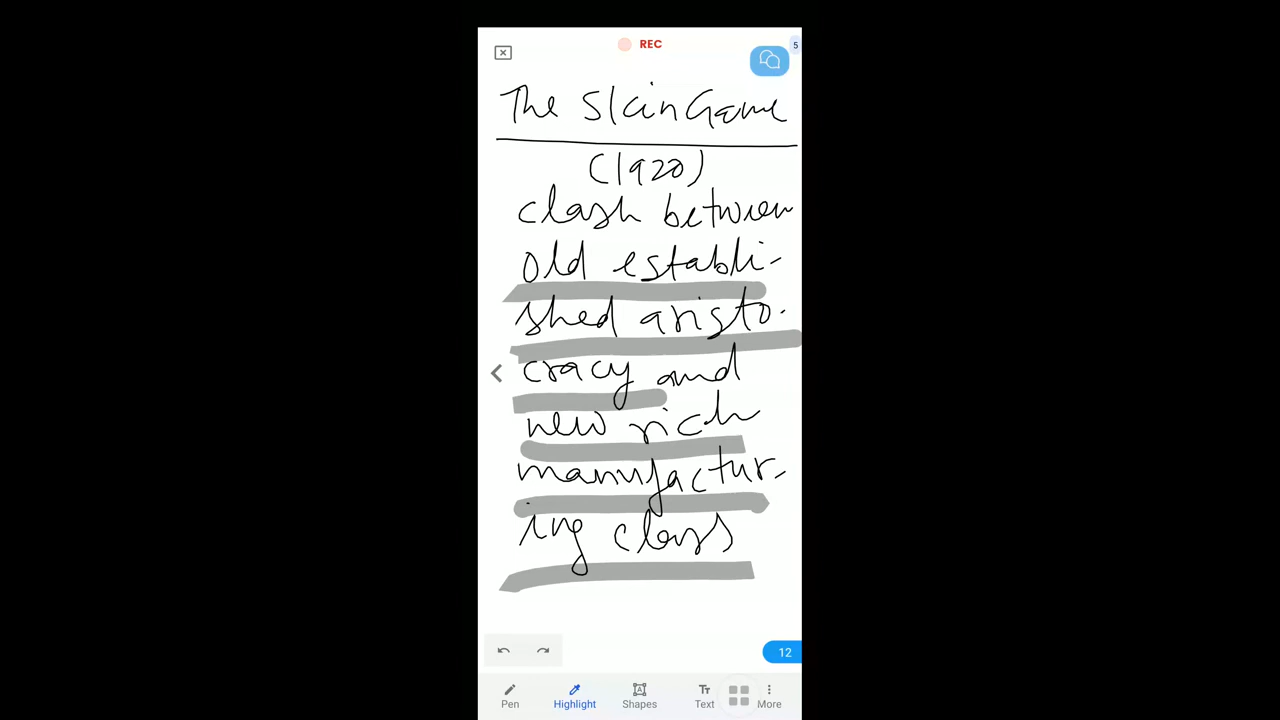 REC
5
The Skin Game
(1920)
clash between
old establi-
shed aristo-
cracy and
new rich
manufactur-
ing class
12
Pen
Highlight
Shapes
Text
More